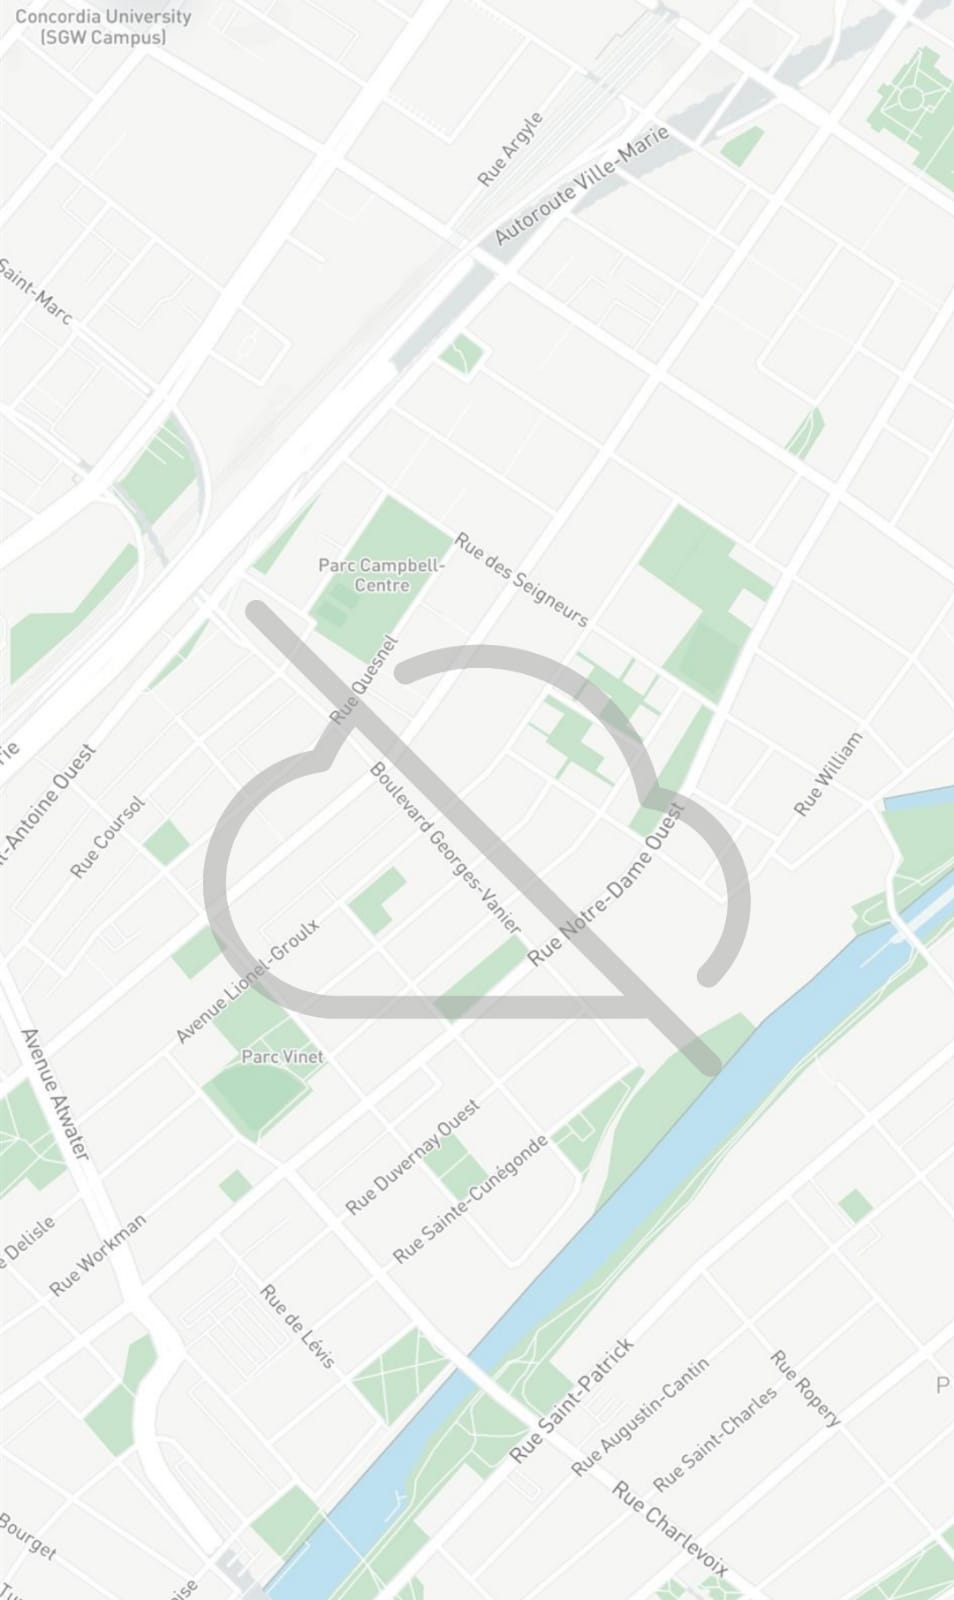 Concordia University
(SGW Campus)
Rue Argyle
Autoroute Ville-Marie
Saint-Marc
Rue des Seigneurs
Parc Campbell-
Centre
Rue Quesnel
Rue William
Boulevard Georges-Vanier
Rue Coursol
t-Antoine Ouest
rie
Rue Notre-Dame Ouest
Avenue Lionel-Groulx
Parc Vinet
Avenue Atwater
Rue Duvernay Ouest
Rue Sainte-Cunégonde
e Delisle
Rue Workman
Rue de Lévis
Rue Saint-Patrick
Rue Augustin-Cantin
Rue Saint-Charles
Rue Ropery
P
Rue Charlevoix
Bourget
oise